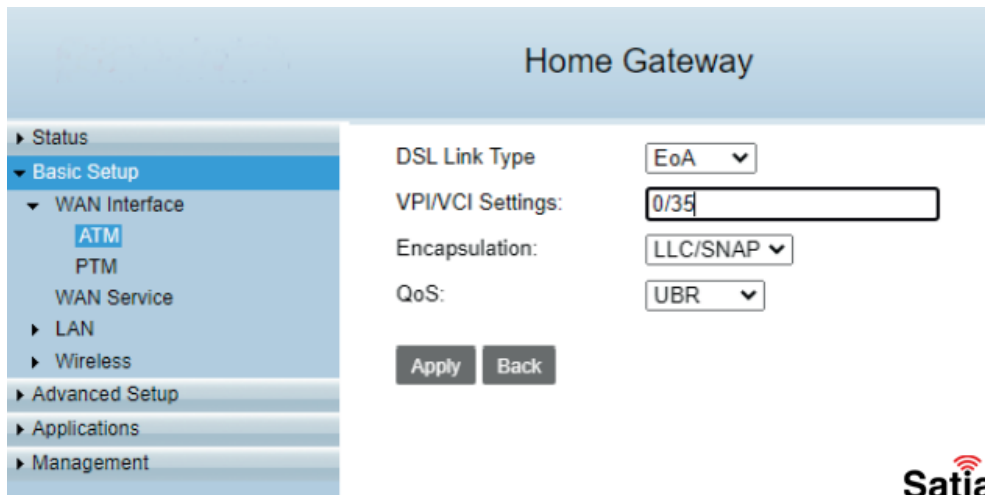 Home Gateway
Status
Basic Setup
WAN Interface
ATM
PTM
WAN Service
LAN
Wireless
Advanced Setup
Applications
Management
DSL Link Type EoA
VPI/VCI Settings: 0/35
Encapsulation: LLC/SNAP
QoS: UBR
Apply Back
Satia